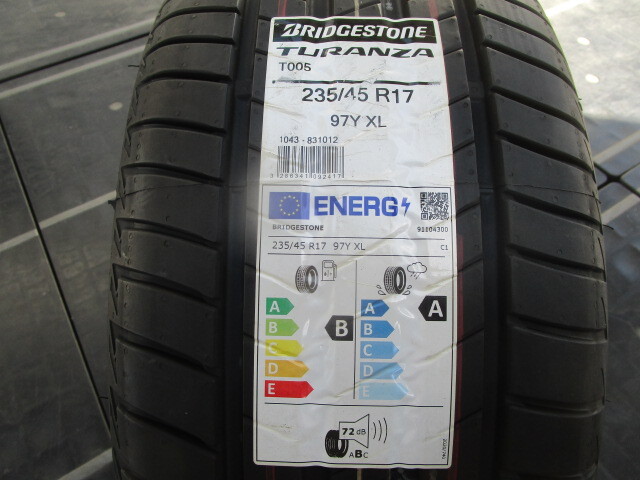 BRIDGESTONE
TURANZA
T005
235/45 R17
97Y XL
1043 - 831012
ENERG
BRIDGESTONE
235/45 R17 97Y XL C1
A A A
B B B
C C
D D
E E
72 dB
ABC